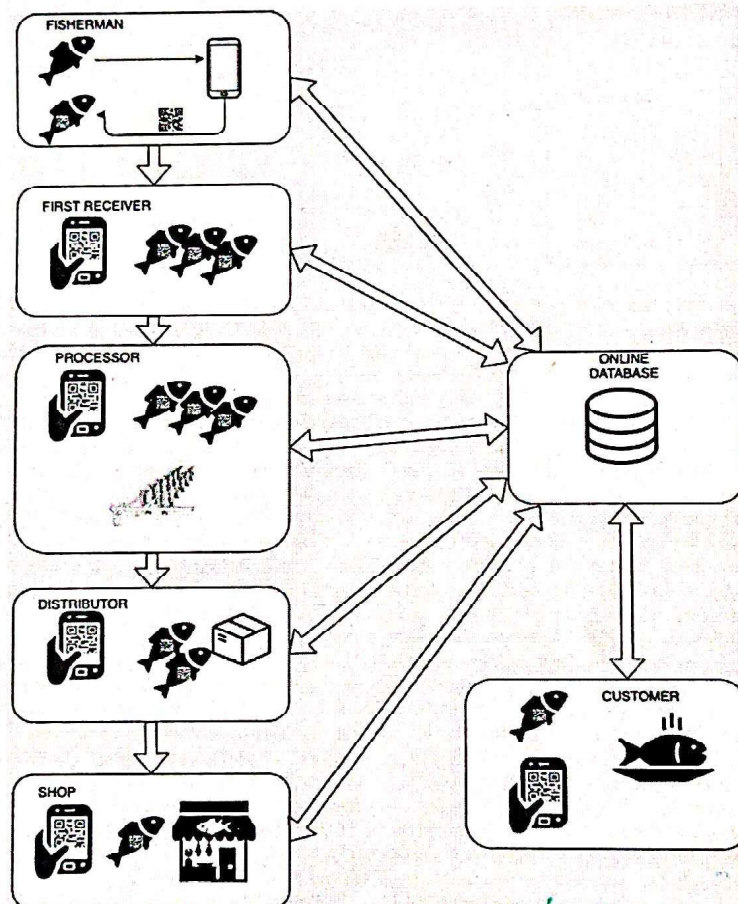 FISHERMAN
FIRST RECEIVER
PROCESSOR
ONLINE
DATABASE
DISTRIBUTOR
CUSTOMER
SHOP